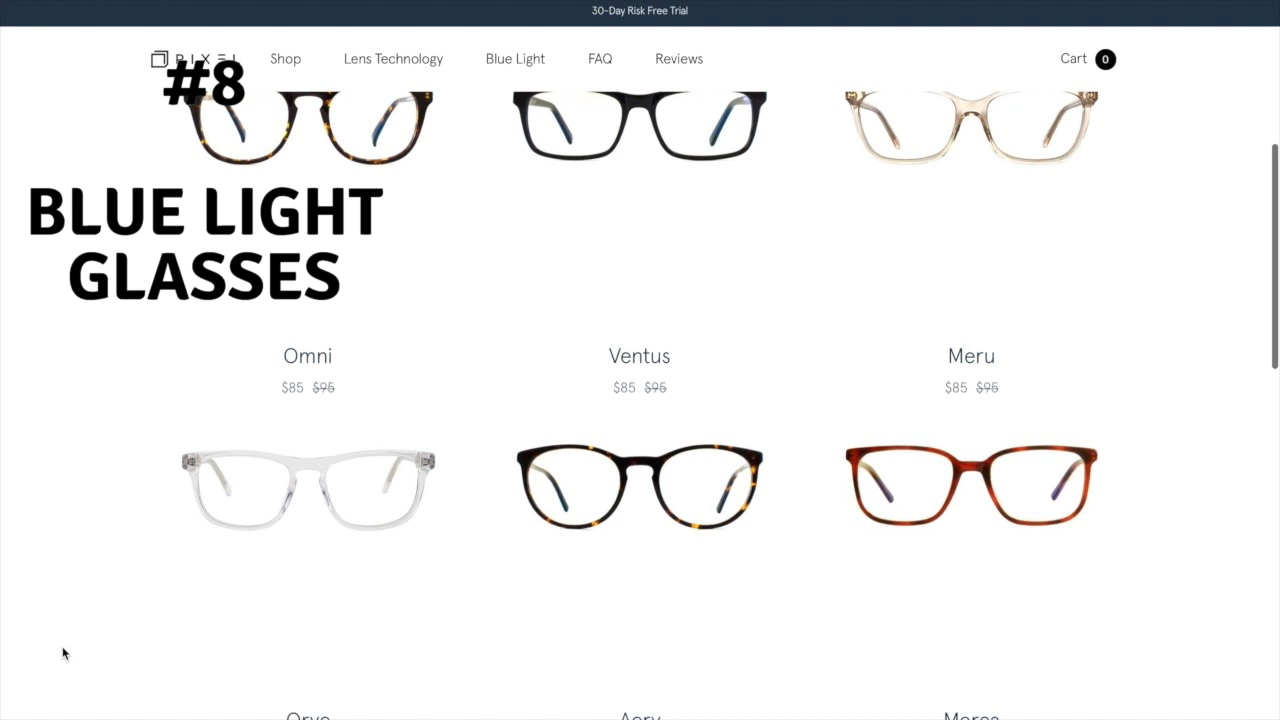 30-Day Risk Free Trial
Shop Lens Technology Blue Light FAQ Reviews Cart 0
#8
BLUE LIGHT
GLASSES
Omni Ventus Meru
$85 $95 $85 $95 $85 $95